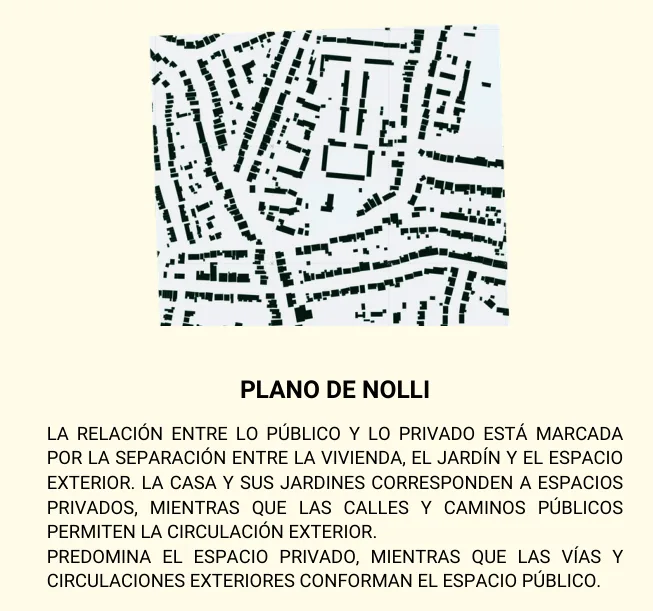 PLANO DE NOLLI
LA RELACIÓN ENTRE LO PÚBLICO Y LO PRIVADO ESTÁ MARCADA
POR LA SEPARACIÓN ENTRE LA VIVIENDA, EL JARDÍN Y EL ESPACIO
EXTERIOR. LA CASA Y SUS JARDINES CORRESPONDEN A ESPACIOS
PRIVADOS, MIENTRAS QUE LAS CALLES Y CAMINOS PÚBLICOS
PERMITEN LA CIRCULACIÓN EXTERIOR.
PREDOMINA EL ESPACIO PRIVADO, MIENTRAS QUE LAS VÍAS Y
CIRCULACIONES EXTERIORES CONFORMAN EL ESPACIO PÚBLICO.